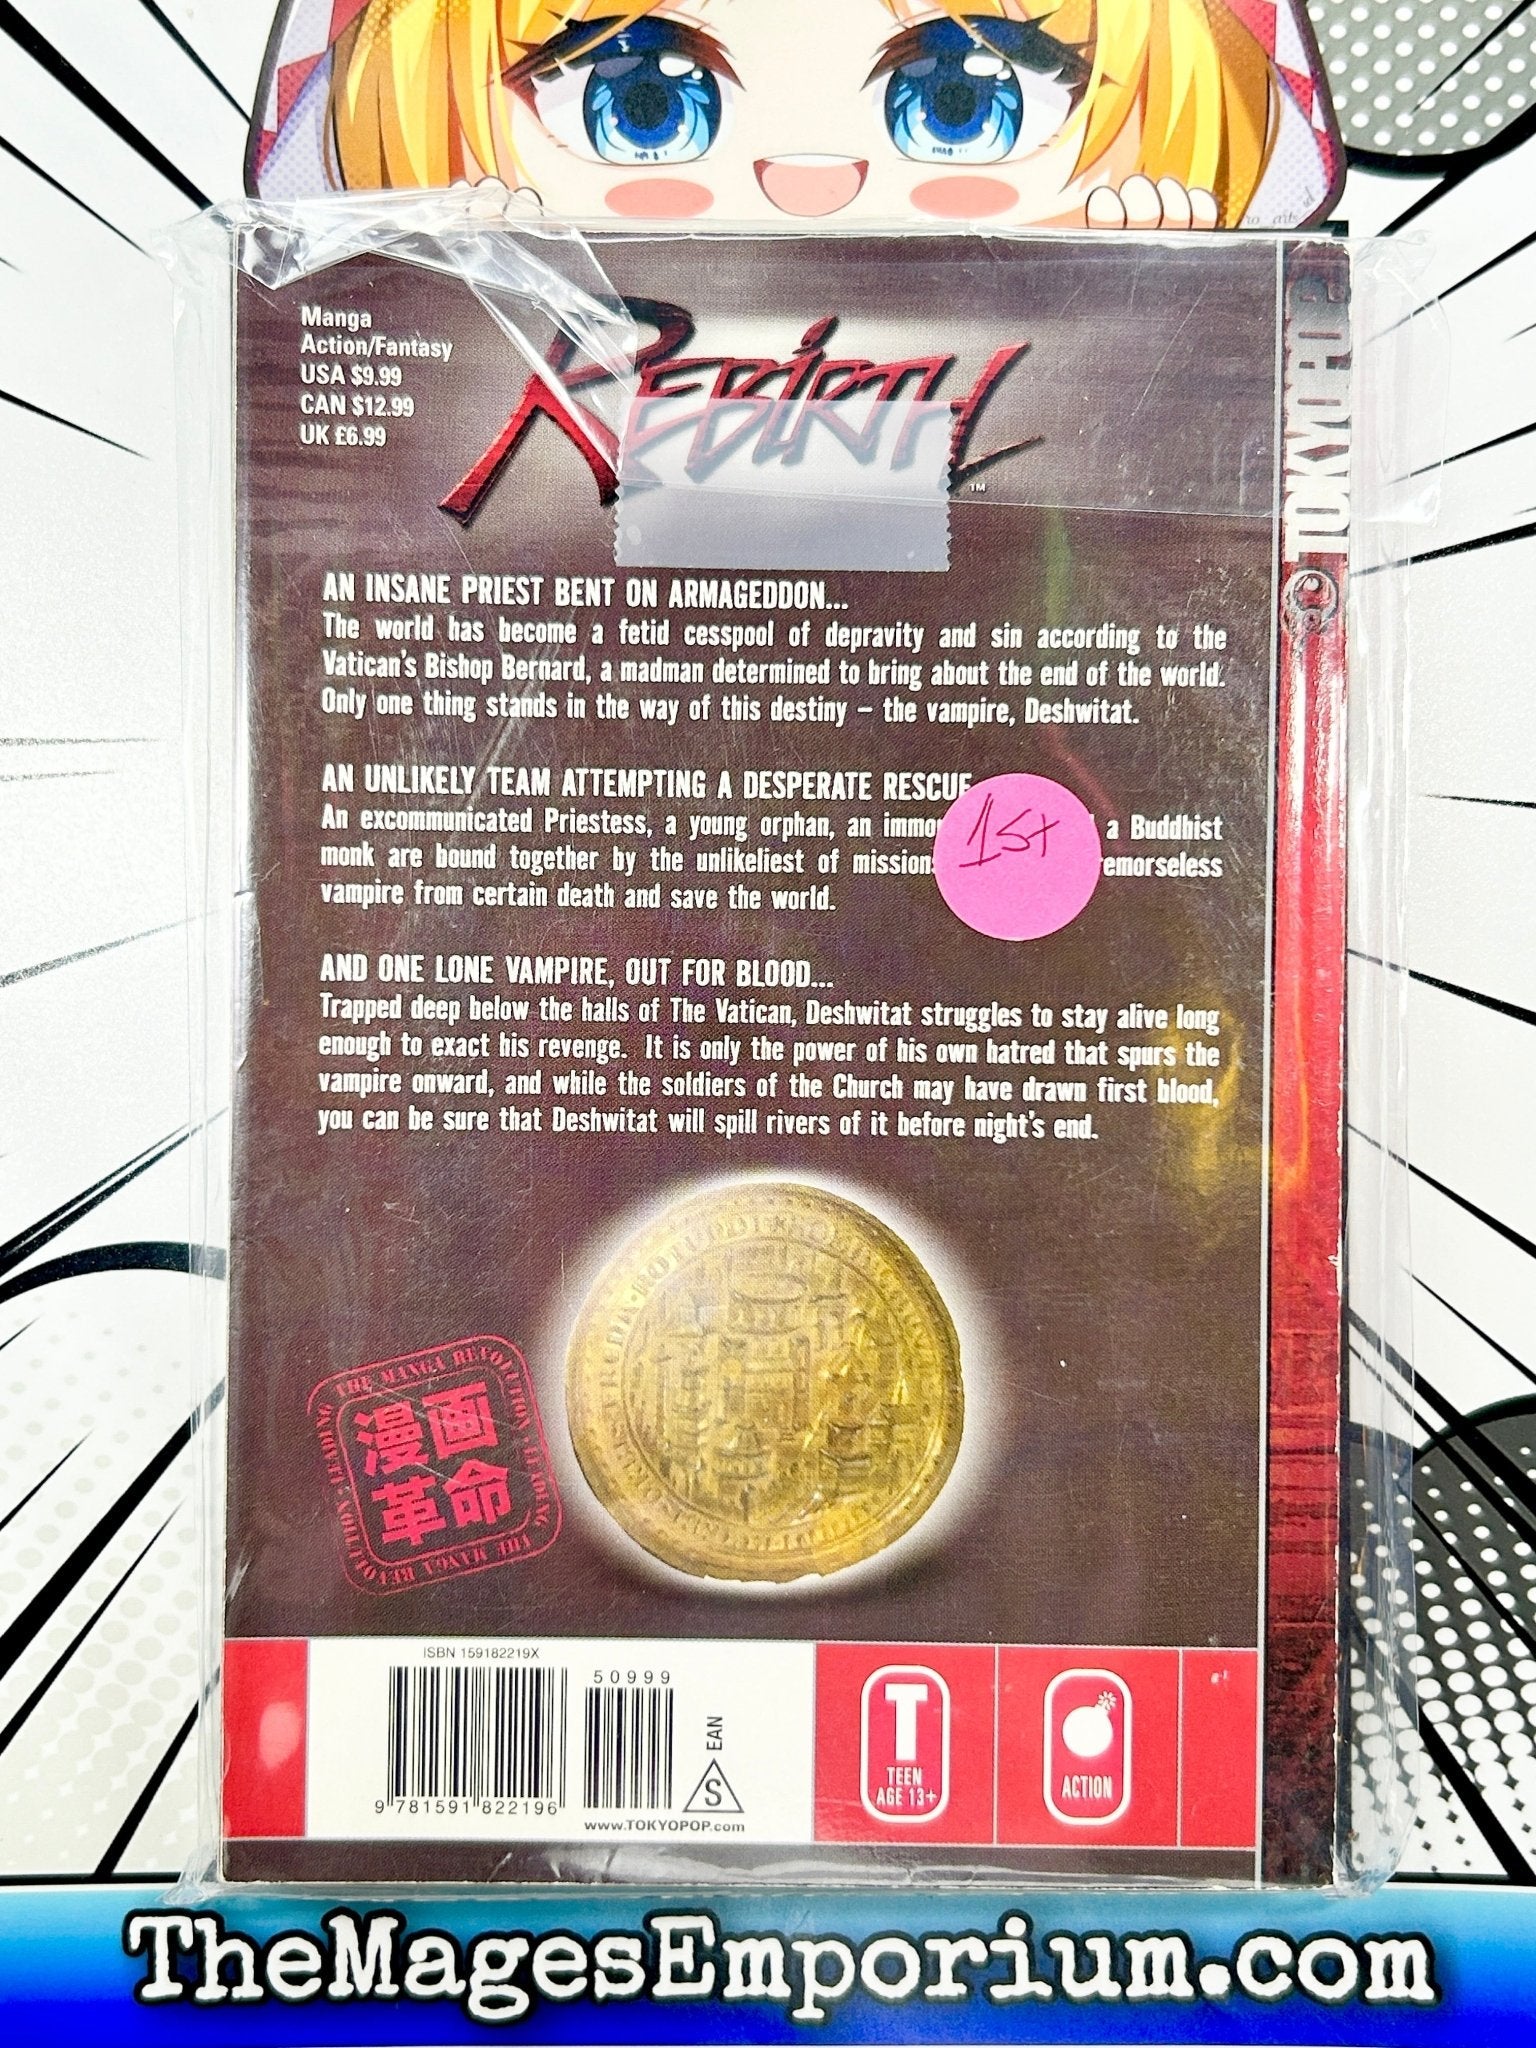 Manga
Action/Fantasy
USA $9.99
CAN $12.99
UK £6.99
REBIRTH
™
TOKYOPOP
AN INSANE PRIEST BENT ON ARMAGEDDON...
The world has become a fetid cesspool of depravity and sin according to the
Vatican's Bishop Bernard, a madman determined to bring about the end of the world.
Only one thing stands in the way of this destiny – the vampire, Deshwitat.
AN UNLIKELY TEAM ATTEMPTING A DESPERATE RESCUE
An excommunicated Priestess, a young orphan, an a Buddhist
monk are bound together by the unlikeliest of
vampire from certain death and save the world.
1st
AND ONE LONE VAMPIRE, OUT FOR BLOOD...
Trapped deep below the halls of The Vatican, Deshwitat struggles to stay alive long
enough to exact his revenge. It is only the power of his own hatred that spurs the
vampire onward, and while the soldiers of the Church may have drawn first blood,
you can be sure that Deshwitat will spill rivers of it before night's end.
THE MANGA REVOLUTION · LEADING THE MANGA REVOLUTION · LEADING
漫画
革命
ISBN 159182219X
50999
9 781591 822196
EAN
S
www.TOKYOPOP.com
T
TEEN
AGE 13+
ACTION
TheMagesEmporium.com